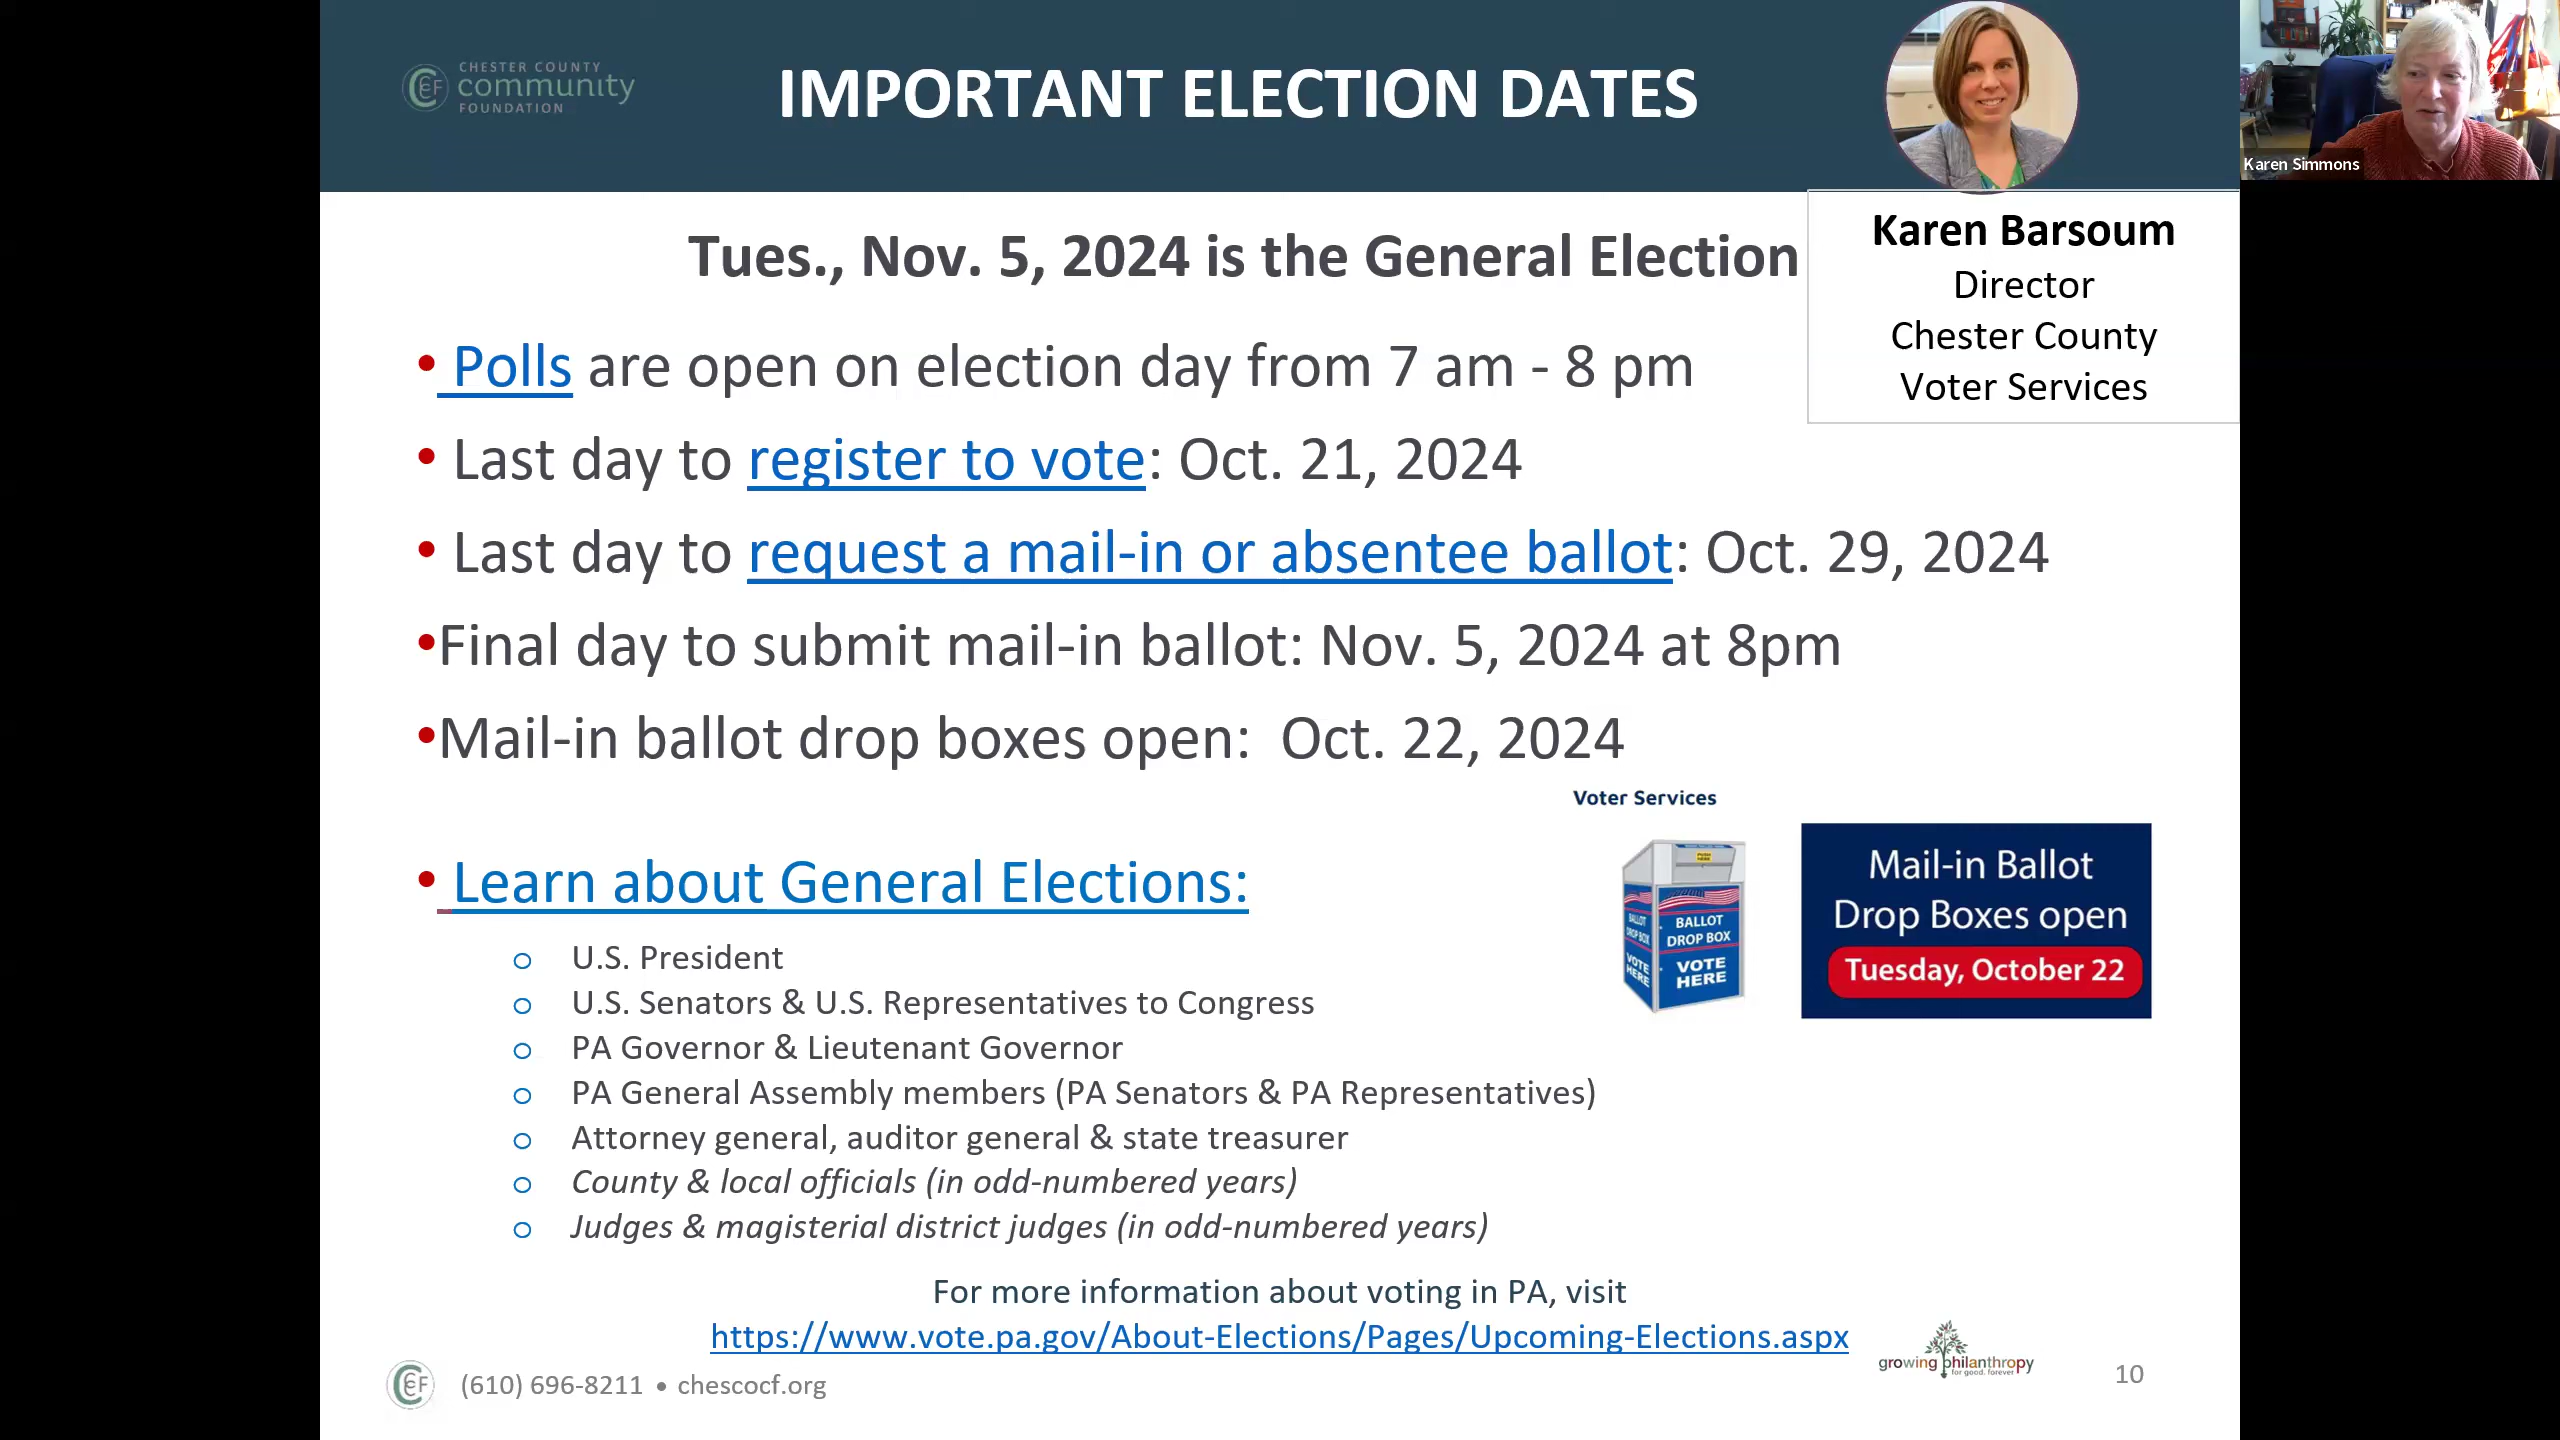 CHESTER COUNTY
community
FOUNDATION
IMPORTANT ELECTION DATES
Karen Simmons
Karen Barsoum
Director
Chester County
Voter Services
Tues., Nov. 5, 2024 is the General Election
• Polls are open on election day from 7 am - 8 pm
• Last day to register to vote: Oct. 21, 2024
• Last day to request a mail-in or absentee ballot: Oct. 29, 2024
•Final day to submit mail-in ballot: Nov. 5, 2024 at 8pm
•Mail-in ballot drop boxes open: Oct. 22, 2024
Voter Services
BALLOT
DROP BOX
VOTE
HERE
BALLOT
DROP BOX
VOTE
HERE
Mail-in Ballot
Drop Boxes open
Tuesday, October 22
• Learn about General Elections:
o U.S. President
o U.S. Senators & U.S. Representatives to Congress
o PA Governor & Lieutenant Governor
o PA General Assembly members (PA Senators & PA Representatives)
o Attorney general, auditor general & state treasurer
o County & local officials (in odd-numbered years)
o Judges & magisterial district judges (in odd-numbered years)
For more information about voting in PA, visit
https://www.vote.pa.gov/About-Elections/Pages/Upcoming-Elections.aspx
(610) 696-8211 • chescocf.org
growing philanthropy
for good. forever.
10